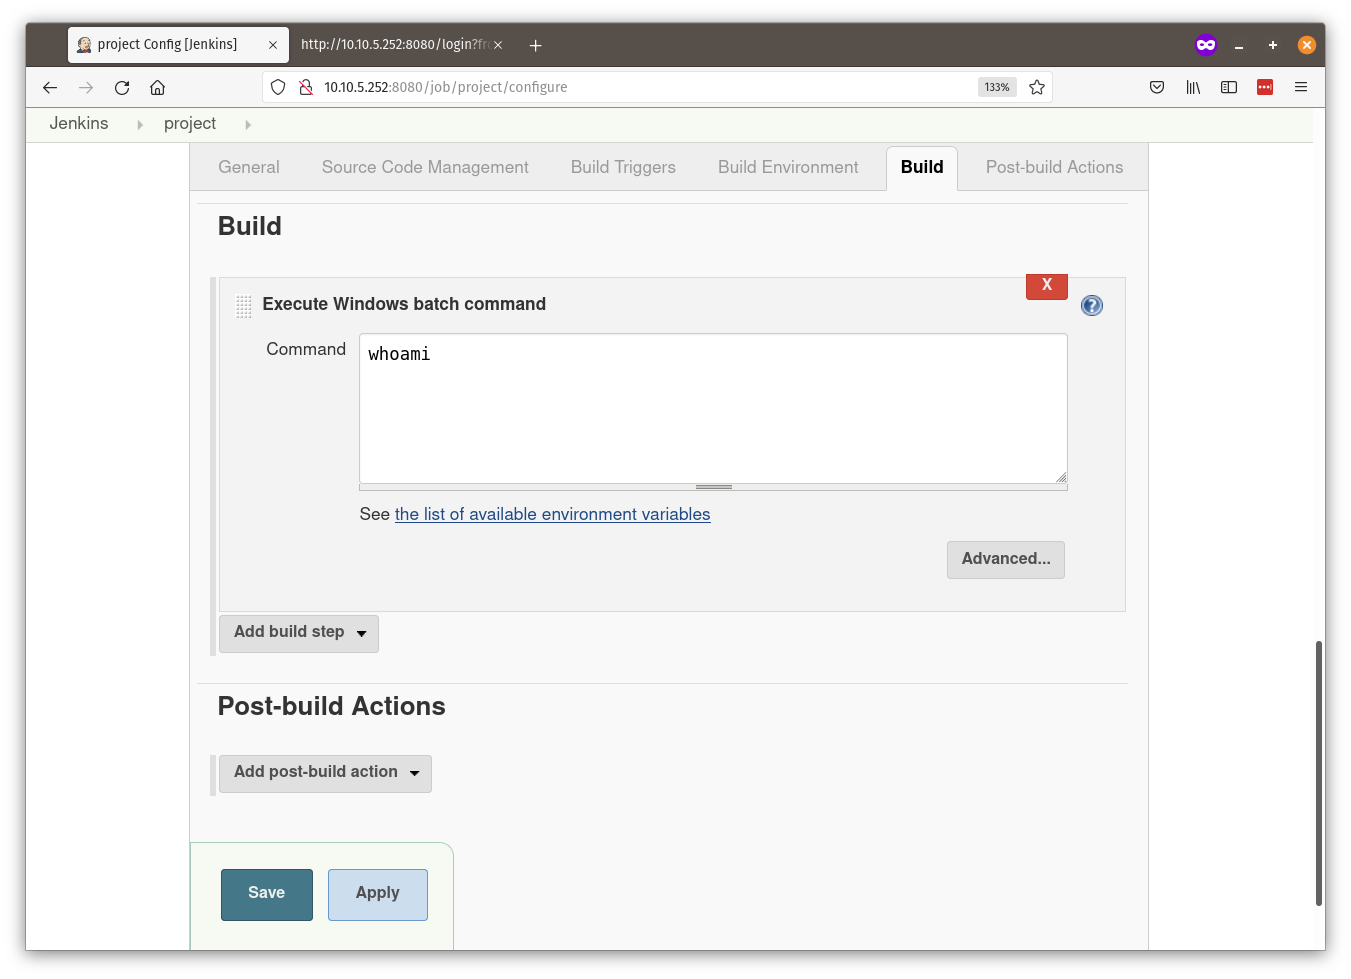 project Config [Jenkins] × http://10.10.5.252:8080/login?fro × +
10.10.5.252:8080/job/project/configure 133%
Jenkins project
General Source Code Management Build Triggers Build Environment Build Post-build Actions
Build
X
Execute Windows batch command ?
Command whoami
See the list of available environment variables
Advanced...
Add build step
Post-build Actions
Add post-build action
Save Apply